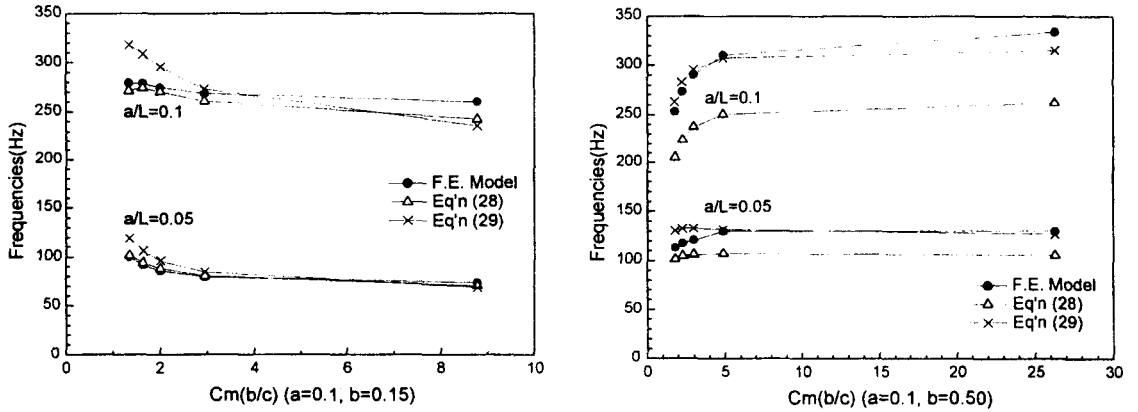 350
300
250
200
150
100
50
0
Frequencies(Hz)
a/L=0.1
F.E. Model
Eq'n (28)
Eq'n (29)
a/L=0.05
0 2 4 6 8 10
Cm(b/c) (a=0.1, b=0.15)
350
300
250
200
150
100
50
0
Frequencies(Hz)
a/L=0.1
a/L=0.05
F.E. Model
Eq'n (28)
Eq'n (29)
0 5 10 15 20 25 30
Cm(b/c) (a=0.1, b=0.50)